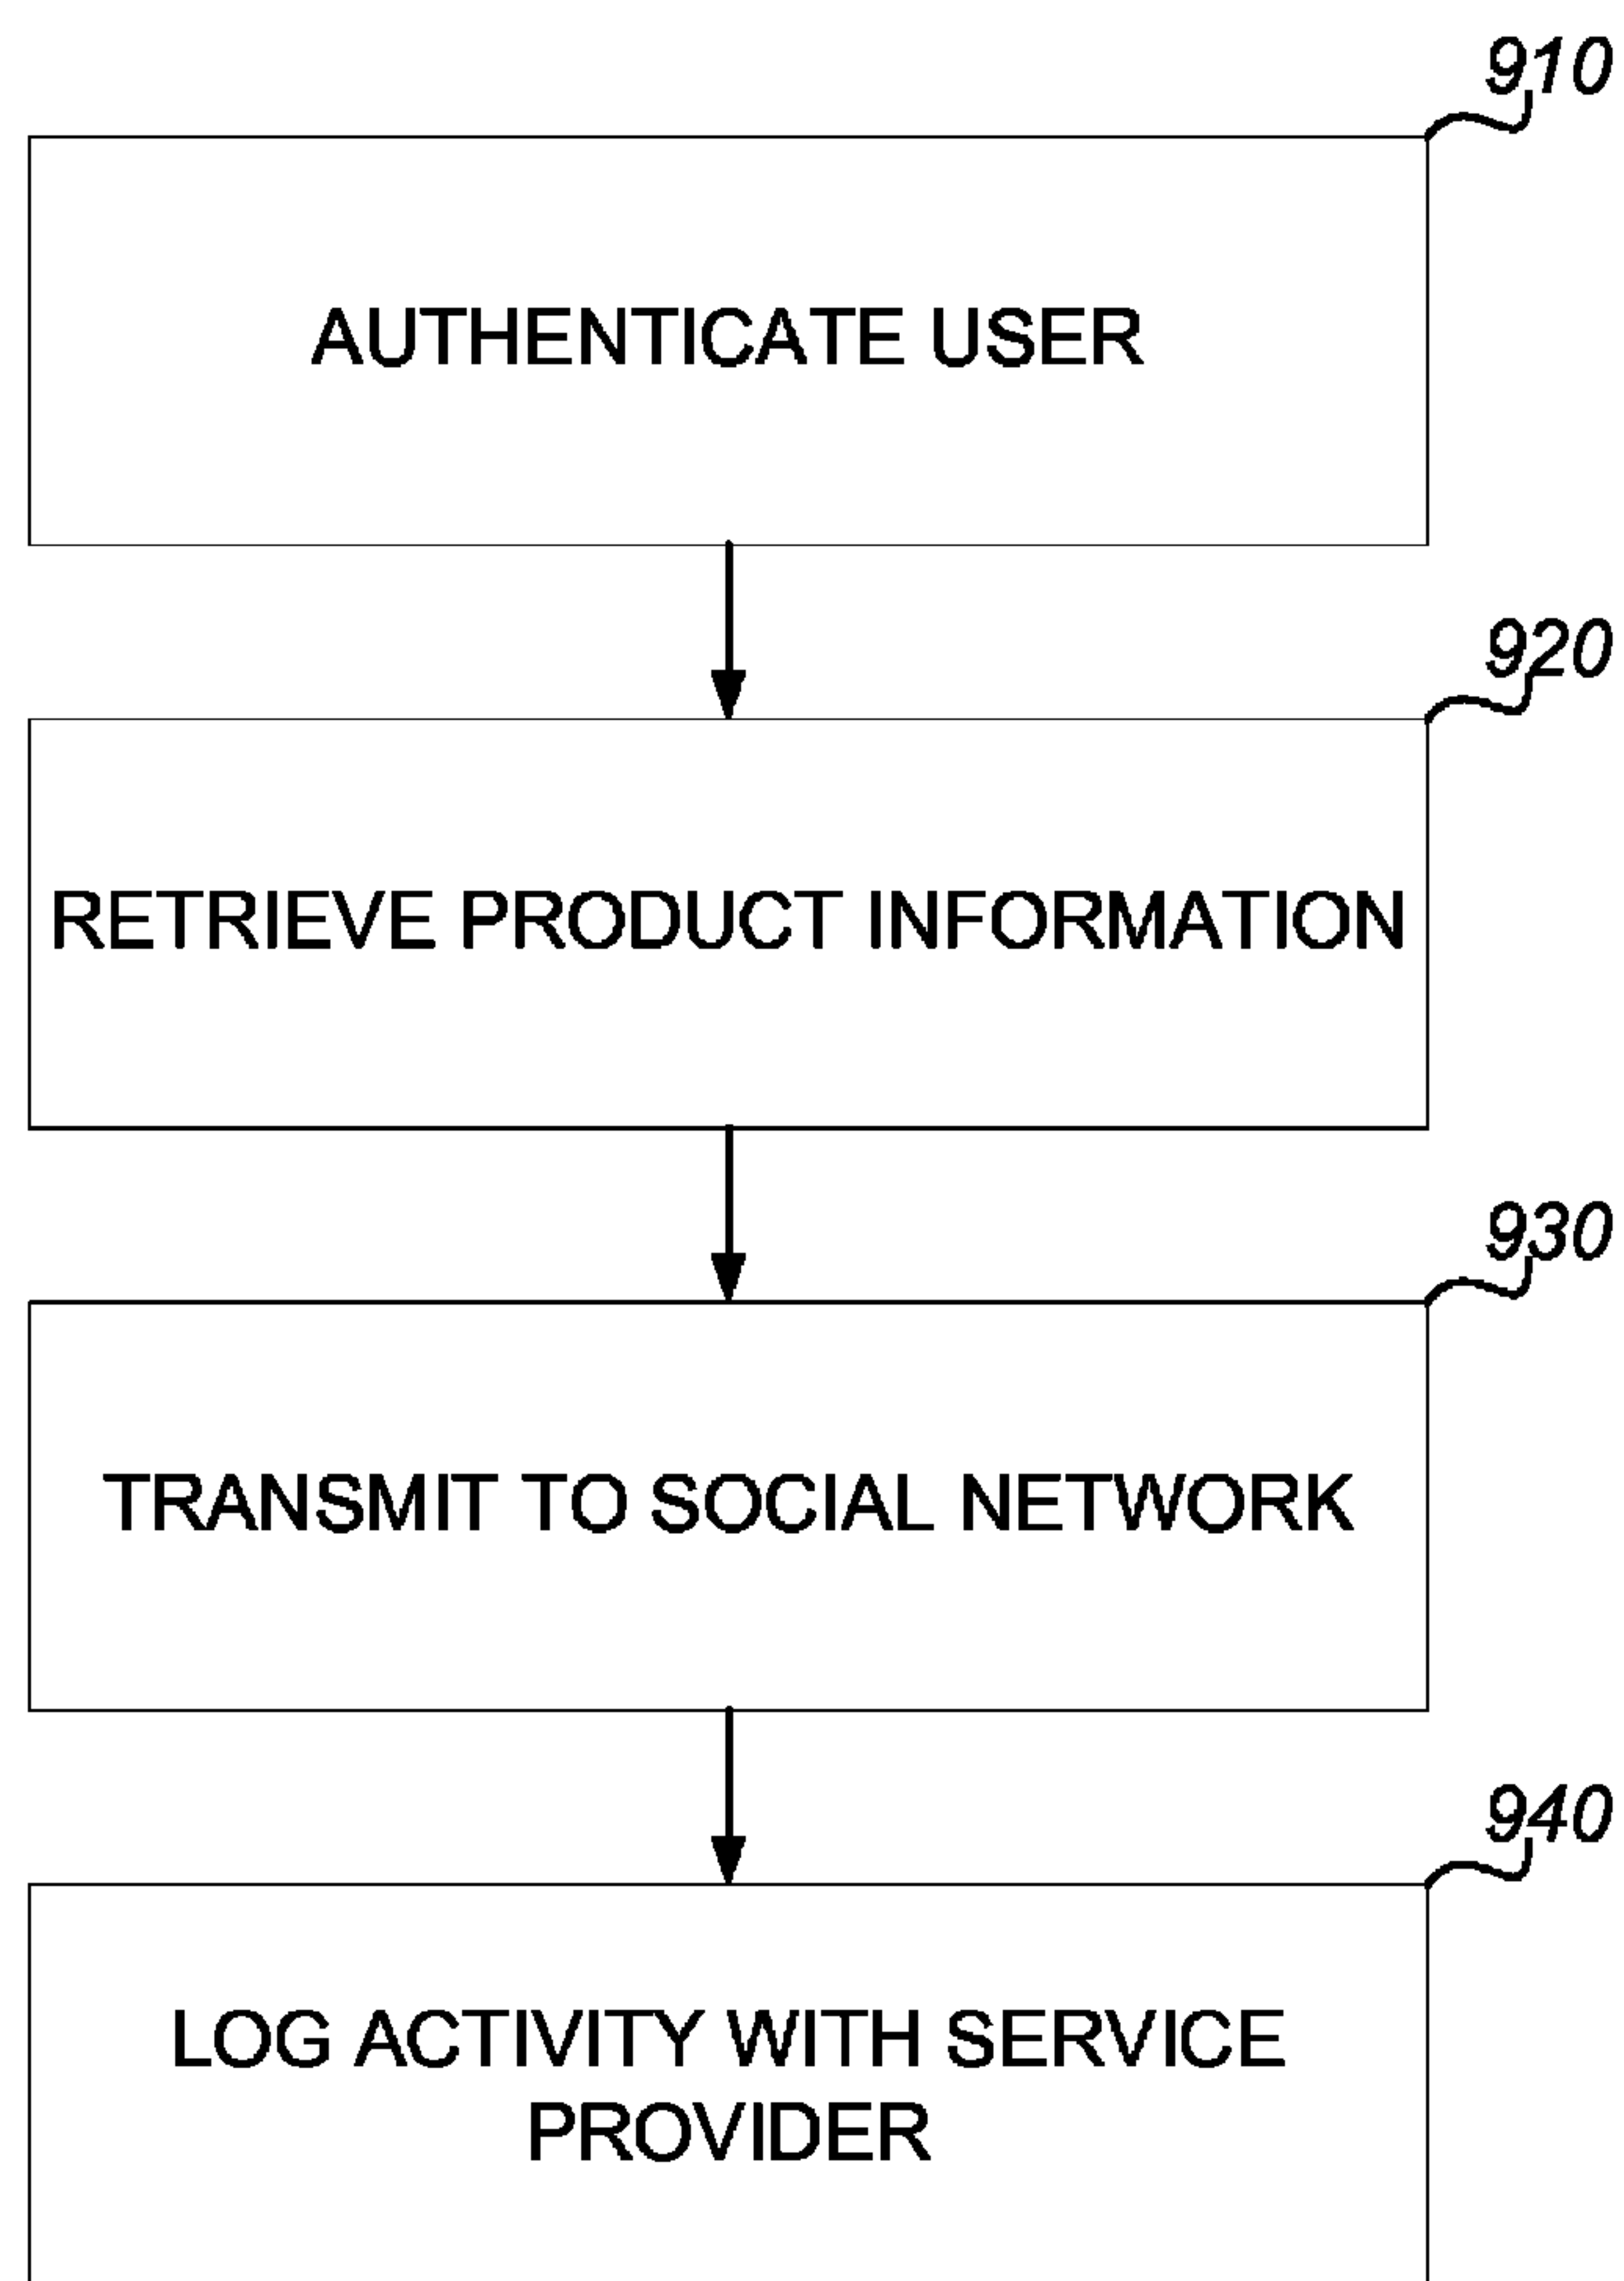 910
AUTHENTICATE USER
920
RETRIEVE PRODUCT INFORMATION
930
TRANSMIT TO SOCIAL NETWORK
940
LOG ACTIVITY WITH SERVICE
PROVIDER